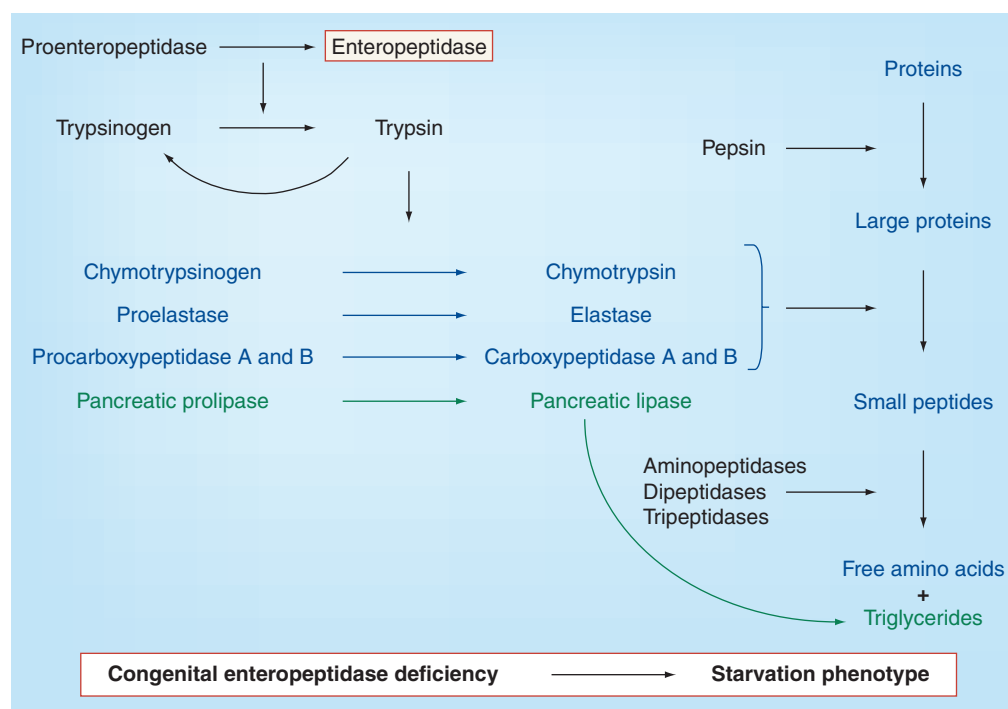 Proenteropeptidase Enteropeptidase
Trypsinogen Trypsin
Chymotrypsinogen Chymotrypsin
Proelastase Elastase
Procarboxypeptidase A and B Carboxypeptidase A and B
Pancreatic prolipase Pancreatic lipase
Proteins
Pepsin
Large proteins
Small peptides
Aminopeptidases
Dipeptidases
Tripeptidases
Free amino acids
+
Triglycerides
Congenital enteropeptidase deficiency Starvation phenotype